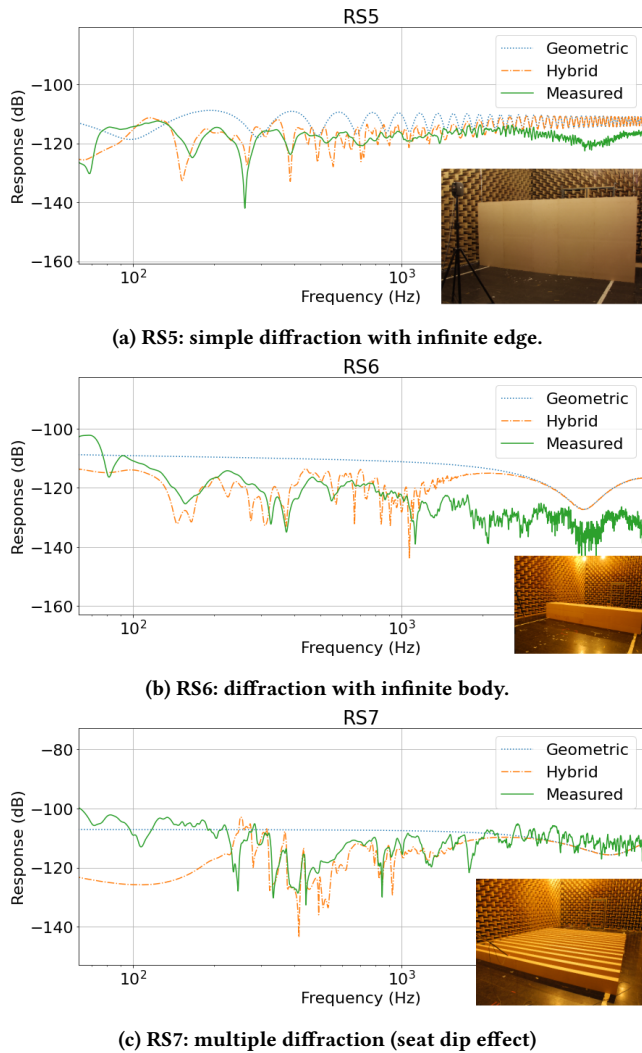 RS5
Geometric
Hybrid
Measured
−100
−120
−140
−160
Response (dB)
10²
10³
Frequency (Hz)
(a) RS5: simple diffraction with infinite edge.
RS6
Geometric
Hybrid
Measured
−100
−120
−140
−160
Response (dB)
10²
10³
Frequency (Hz)
(b) RS6: diffraction with infinite body.
RS7
Geometric
Hybrid
Measured
−80
−100
−120
−140
Response (dB)
10²
10³
Frequency (Hz)
(c) RS7: multiple diffraction (seat dip effect)